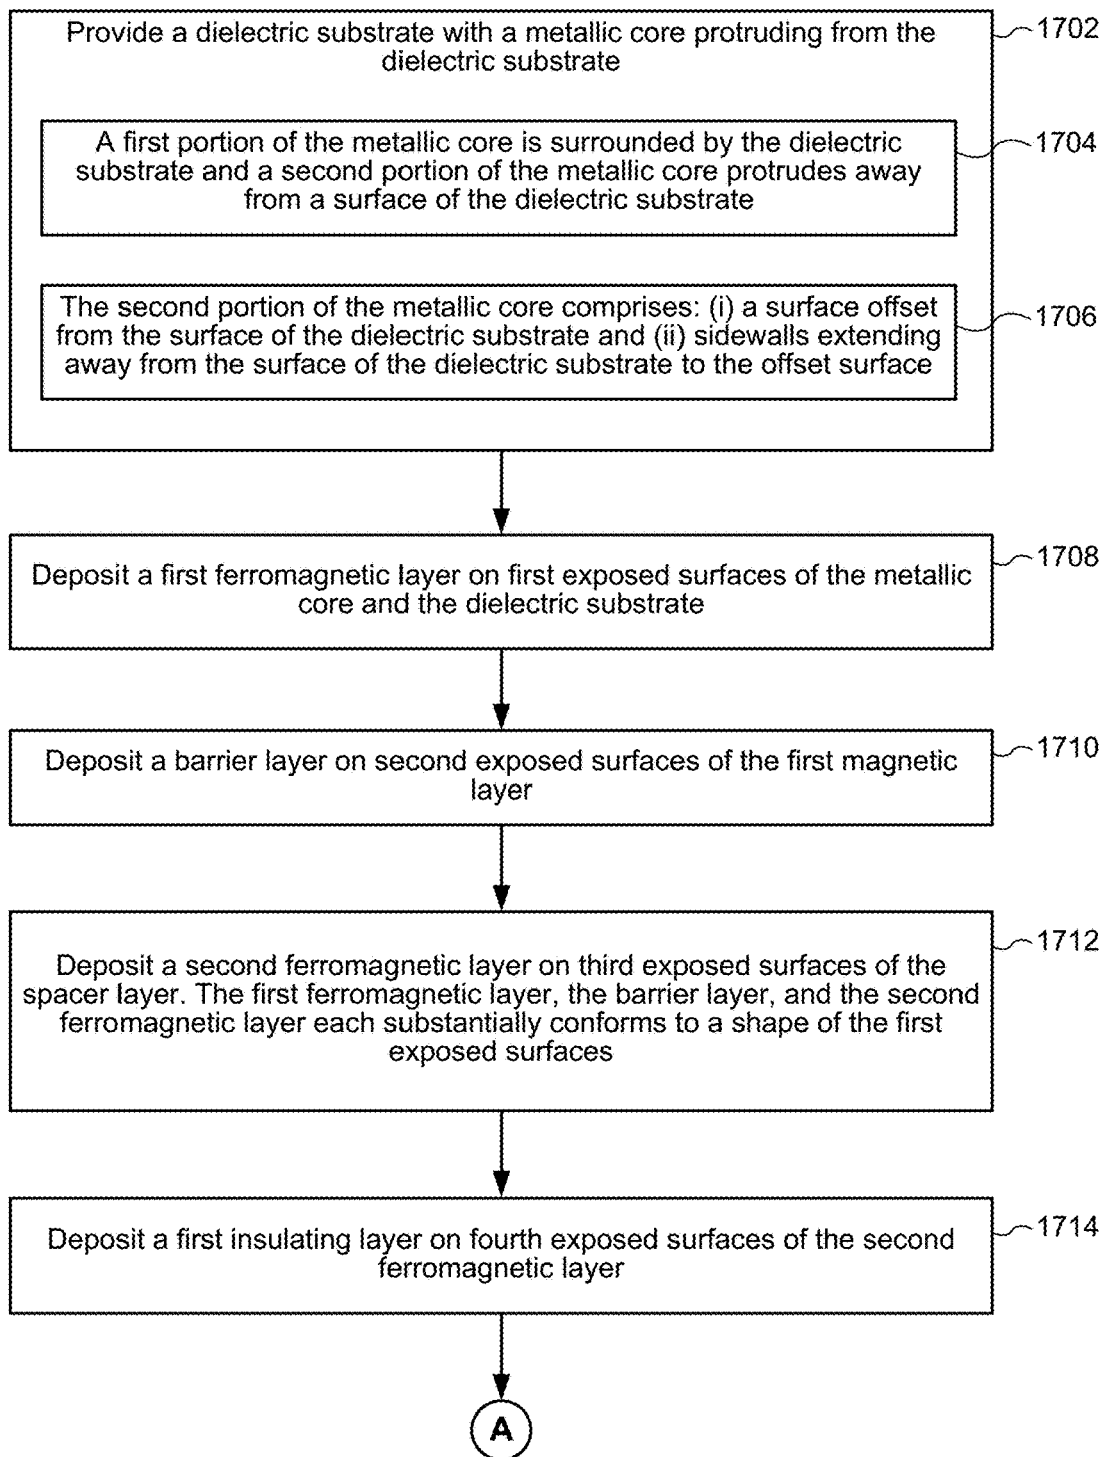 Provide a dielectric substrate with a metallic core protruding from the
dielectric substrate
1702
A first portion of the metallic core is surrounded by the dielectric
substrate and a second portion of the metallic core protrudes away
from a surface of the dielectric substrate
1704
The second portion of the metallic core comprises: (i) a surface offset
from the surface of the dielectric substrate and (ii) sidewalls extending
away from the surface of the dielectric substrate to the offset surface
1706
Deposit a first ferromagnetic layer on first exposed surfaces of the metallic
core and the dielectric substrate
1708
Deposit a barrier layer on second exposed surfaces of the first magnetic
layer
1710
Deposit a second ferromagnetic layer on third exposed surfaces of the
spacer layer. The first ferromagnetic layer, the barrier layer, and the second
ferromagnetic layer each substantially conforms to a shape of the first
exposed surfaces
1712
Deposit a first insulating layer on fourth exposed surfaces of the second
ferromagnetic layer
1714
A